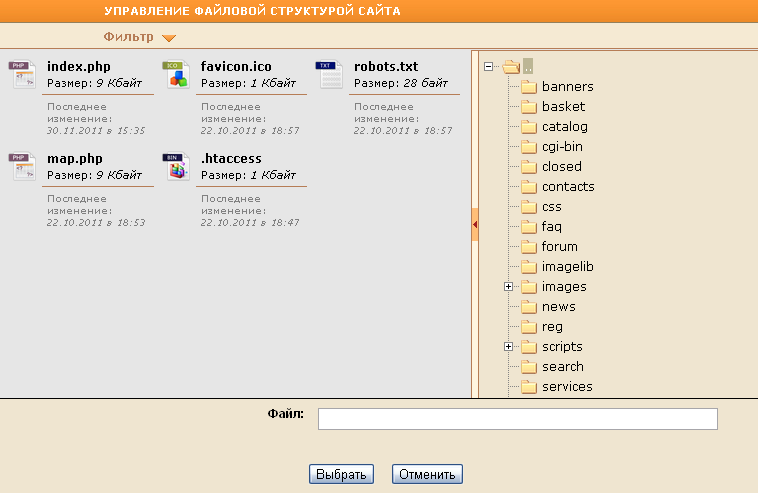 УПРАВЛЕНИЕ ФАЙЛОВОЙ СТРУКТУРОЙ САЙТА
Фильтр
PHP
index.php
Размер: 9 Кбайт
Последнее
изменение:
30.11.2011 в 15:35
ICO
favicon.ico
Размер: 1 Кбайт
Последнее
изменение:
22.10.2011 в 18:57
TXT
robots.txt
Размер: 28 байт
Последнее
изменение:
22.10.2011 в 18:57
PHP
map.php
Размер: 9 Кбайт
Последнее
изменение:
22.10.2011 в 18:53
BIN
.htaccess
Размер: 1 Кбайт
Последнее
изменение:
22.10.2011 в 18:47
..
banners
basket
catalog
cgi-bin
closed
contacts
css
faq
forum
imagelib
images
news
reg
scripts
search
services
Файл:
Выбрать
Отменить